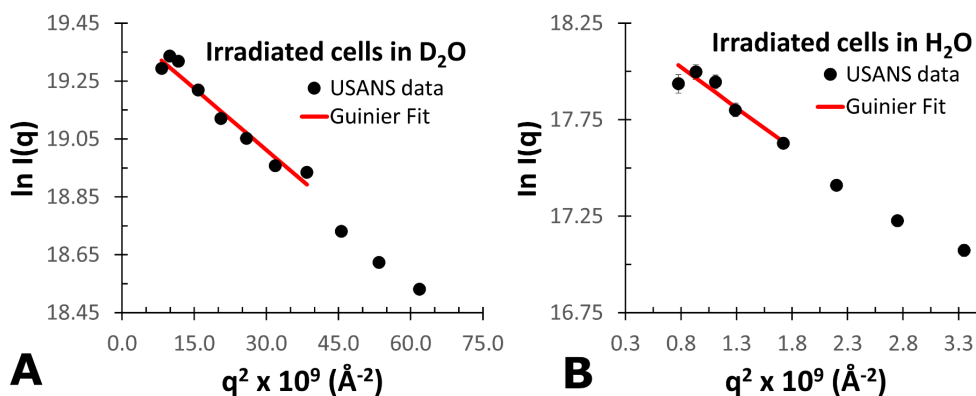 19.45
19.25
19.05
18.85
18.65
18.45
0.0 15.0 30.0 45.0 60.0 75.0
ln I(q)
q² x 10⁹ (Å⁻²)
Irradiated cells in D₂O
USANS data
Guinier Fit
A
18.25
17.75
17.25
16.75
0.3 0.8 1.3 1.8 2.3 2.8 3.3
ln I(q)
q² x 10⁹ (Å⁻²)
Irradiated cells in H₂O
USANS data
Guinier Fit
B